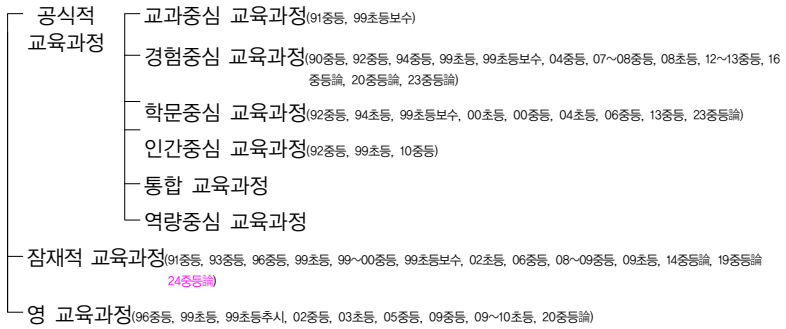 공식적 교과중심 교육과정(91중등, 99초등보수)
교육과정
경험중심 교육과정(90중등, 92중등, 94중등, 99초등, 99초등보수, 04중등, 07~08중등, 08초등, 12~13중등, 16
중등論, 20중등論, 23중등論)
학문중심 교육과정(92중등, 94초등, 99초등보수, 00초등, 00중등, 04초등, 06중등, 13중등, 23중등論)
인간중심 교육과정(92중등, 99초등, 10중등)
통합 교육과정
역량중심 교육과정
잠재적 교육과정(91중등, 93중등, 96중등, 99초등, 99~00중등, 99초등보수, 02초등, 06중등, 08~09중등, 09초등, 14중등論, 19중등論
24중등論)
영 교육과정(96중등, 99초등, 99초등추시, 02중등, 03초등, 05중등, 09중등, 09~10초등, 20중등論)